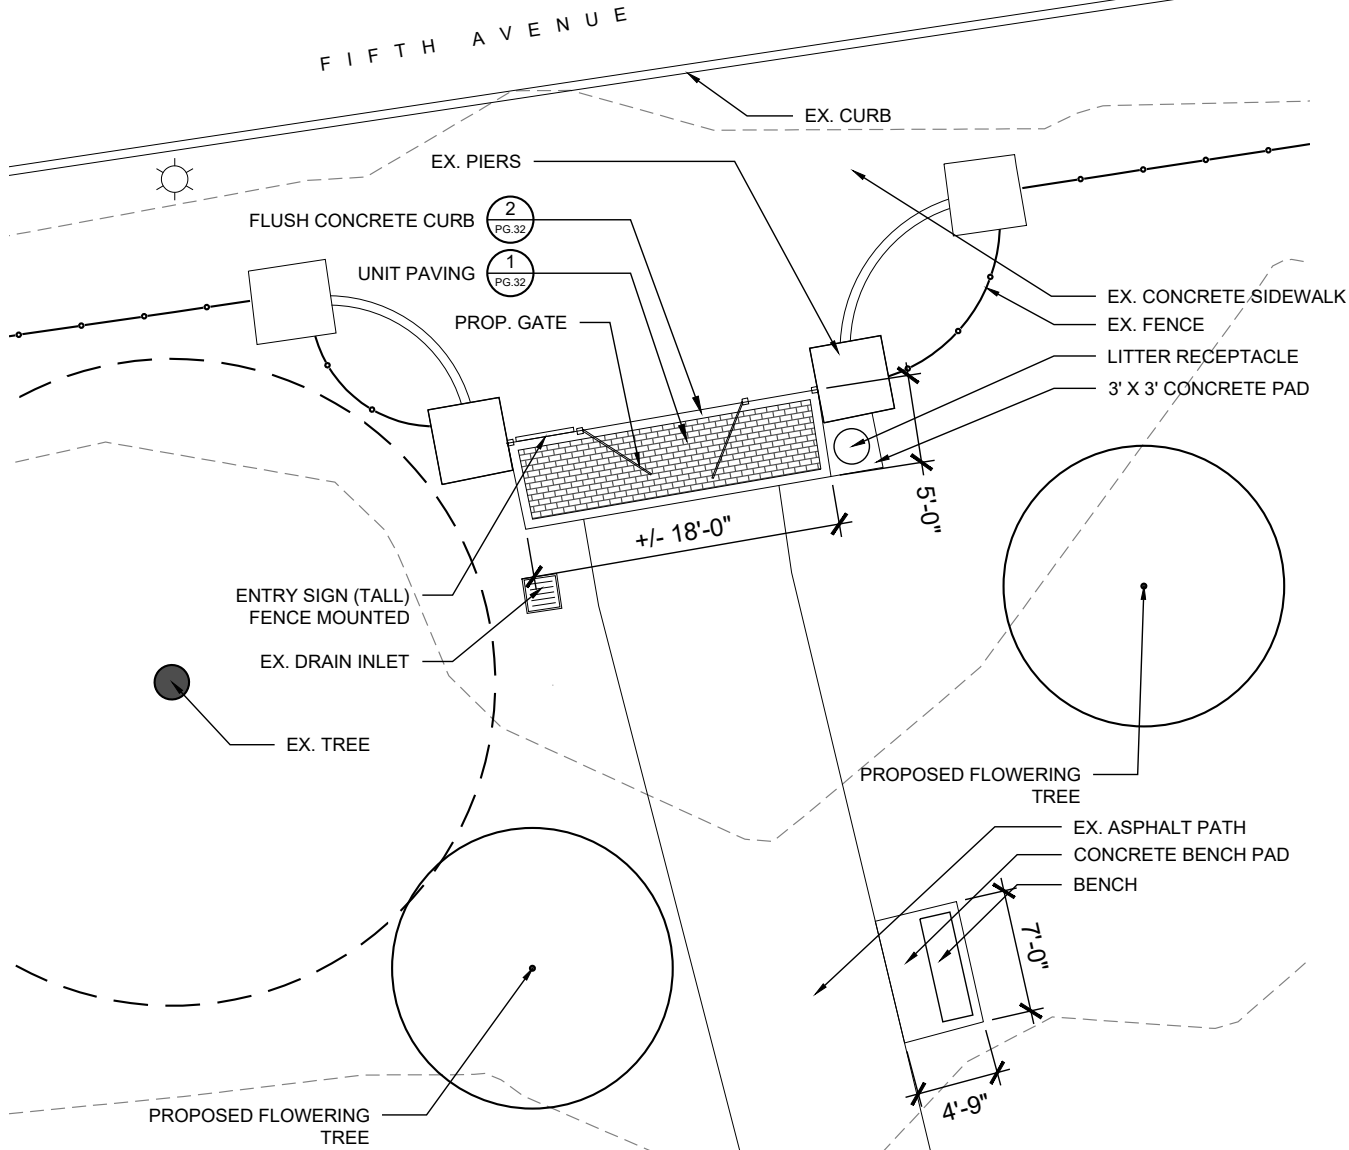 FIFTH AVENUE
EX. CURB
EX. PIERS
FLUSH CONCRETE CURB
2
PG.32
UNIT PAVING
1
PG.32
PROP. GATE
EX. CONCRETE SIDEWALK
EX. FENCE
LITTER RECEPTACLE
3' X 3' CONCRETE PAD
5'-0"
+/- 18'-0"
ENTRY SIGN (TALL)
FENCE MOUNTED
EX. DRAIN INLET
EX. TREE
PROPOSED FLOWERING
TREE
EX. ASPHALT PATH
CONCRETE BENCH PAD
BENCH
7'-0"
4'-9"
PROPOSED FLOWERING
TREE